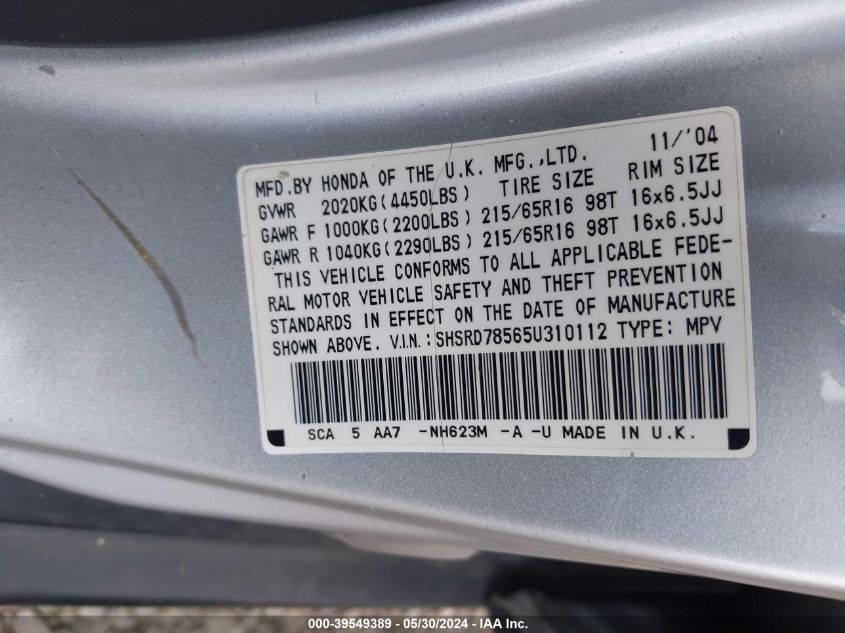 MFD.BY HONDA OF THE U.K. MFG.,LTD. 11/'04
GVWR 2020KG(4450LBS) TIRE SIZE RIM SIZE
GAWR F 1000KG(2200LBS) 215/65R16 98T 16x6.5JJ
GAWR R 1040KG(2290LBS) 215/65R16 98T 16x6.5JJ
THIS VEHICLE CONFORMS TO ALL APPLICABLE FEDE-
RAL MOTOR VEHICLE SAFETY AND THEFT PREVENTION
STANDARDS IN EFFECT ON THE DATE OF MANUFACTURE
SHOWN ABOVE. V.I.N.:SHSRD78565U310112 TYPE: MPV
SCA 5 AA7 -NH623M -A -U MADE IN U.K.
000-39549389 - 05/30/2024 - IAA Inc.